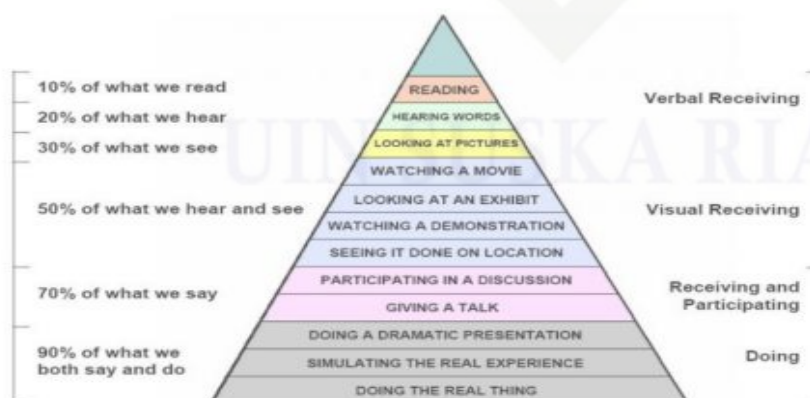 10% of what we read
20% of what we hear
30% of what we see
50% of what we hear and see
70% of what we say
90% of what we
both say and do
READING
HEARING WORDS
LOOKING AT PICTURES
WATCHING A MOVIE
LOOKING AT AN EXHIBIT
WATCHING A DEMONSTRATION
SEEING IT DONE ON LOCATION
PARTICIPATING IN A DISCUSSION
GIVING A TALK
DOING A DRAMATIC PRESENTATION
SIMULATING THE REAL EXPERIENCE
DOING THE REAL THING
Verbal Receiving
Visual Receiving
Receiving and
Participating
Doing